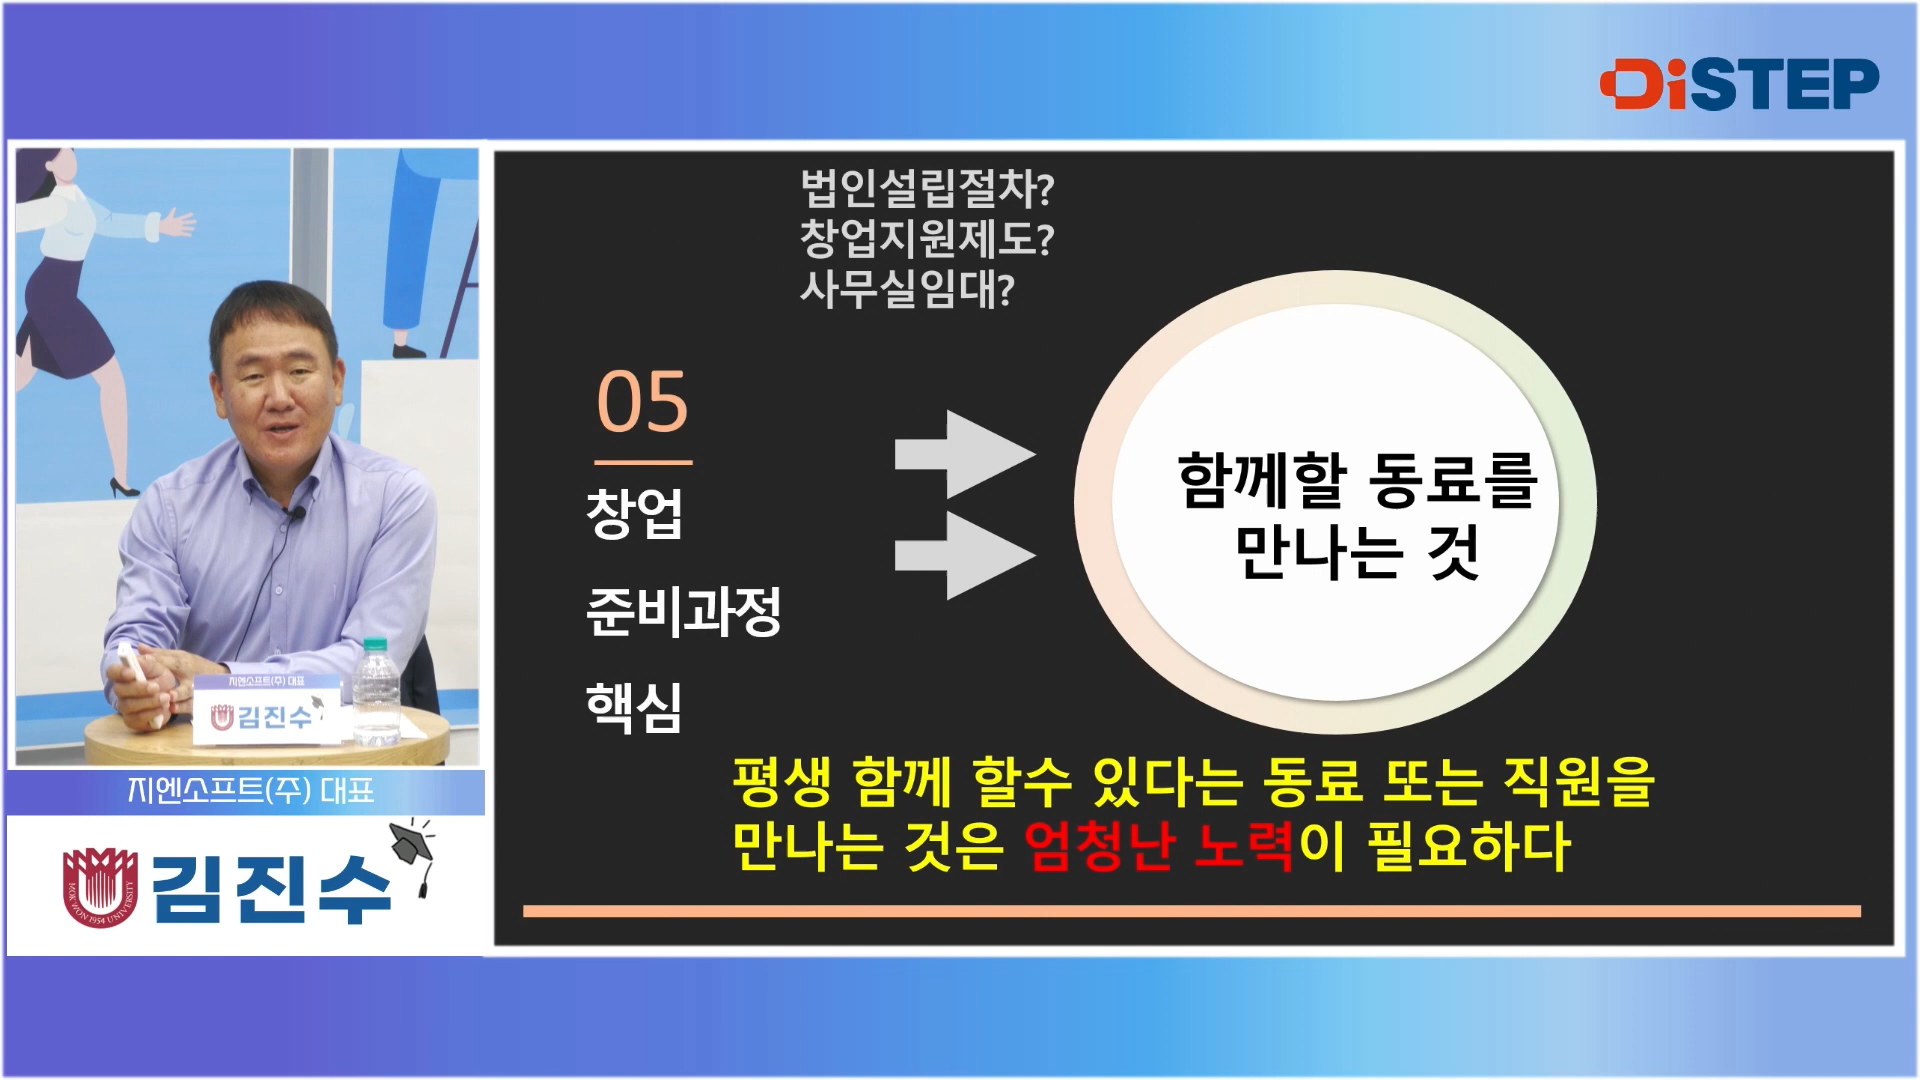 DiSTEP
법인설립절차?
창업지원제도?
사무실임대?
05
창업
준비과정
핵심
함께할 동료를
만나는 것
평생 함께 할수 있다는 동료 또는 직원을
만나는 것은 엄청난 노력이 필요하다
지엔소프트(주) 대표
김진수
지엔소프트(주) 대표
MOKWON 1954 UNIVERSITY
김진수